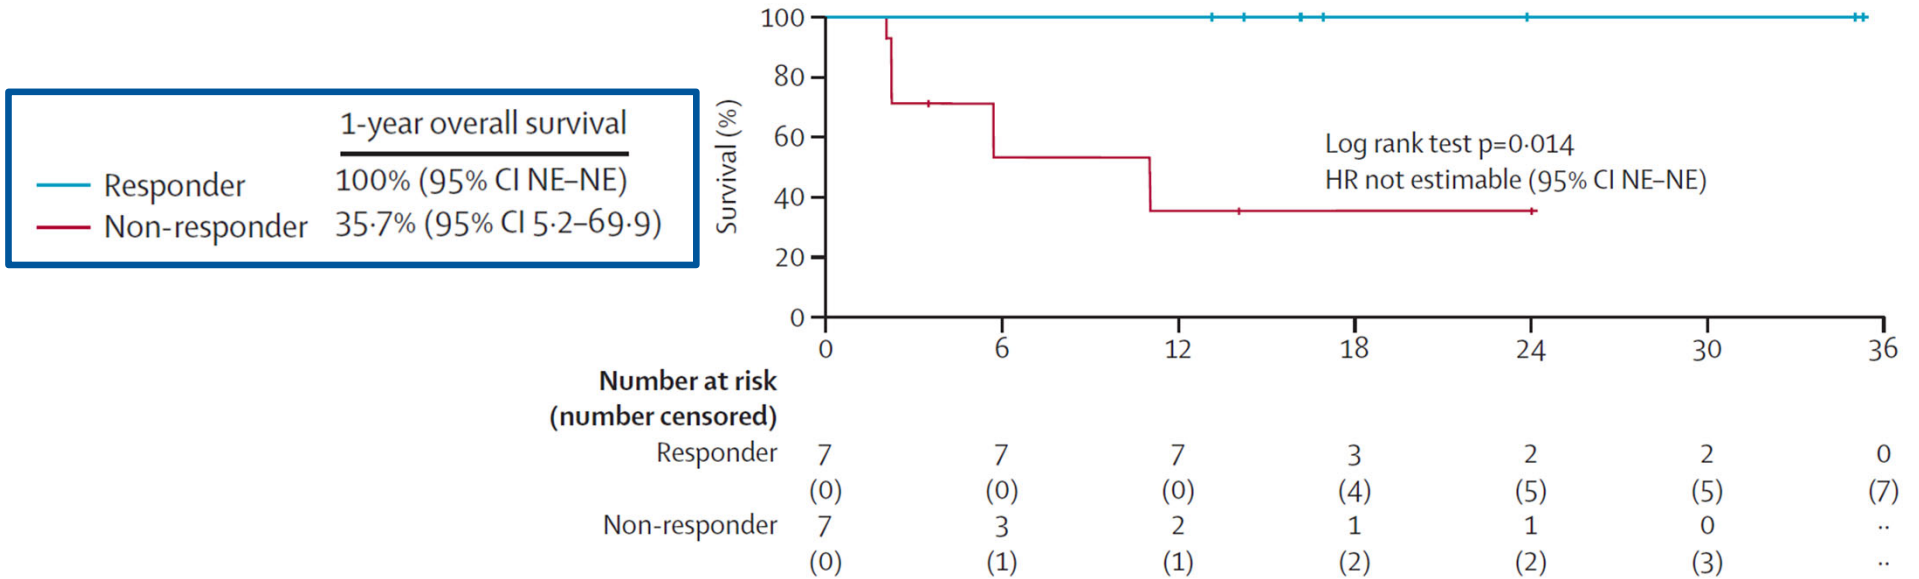 1-year overall survival
Responder 100% (95% CI NE–NE)
Non-responder 35·7% (95% CI 5·2–69·9)
Survival (%)
100
80
60
40
20
0
Log rank test p=0·014
HR not estimable (95% CI NE–NE)
0 6 12 18 24 30 36
Number at risk
(number censored)
Responder 7 7 7 3 2 2 0
(0) (0) (0) (4) (5) (5) (7)
Non-responder 7 3 2 1 1 0 ··
(0) (1) (1) (2) (2) (3) ··